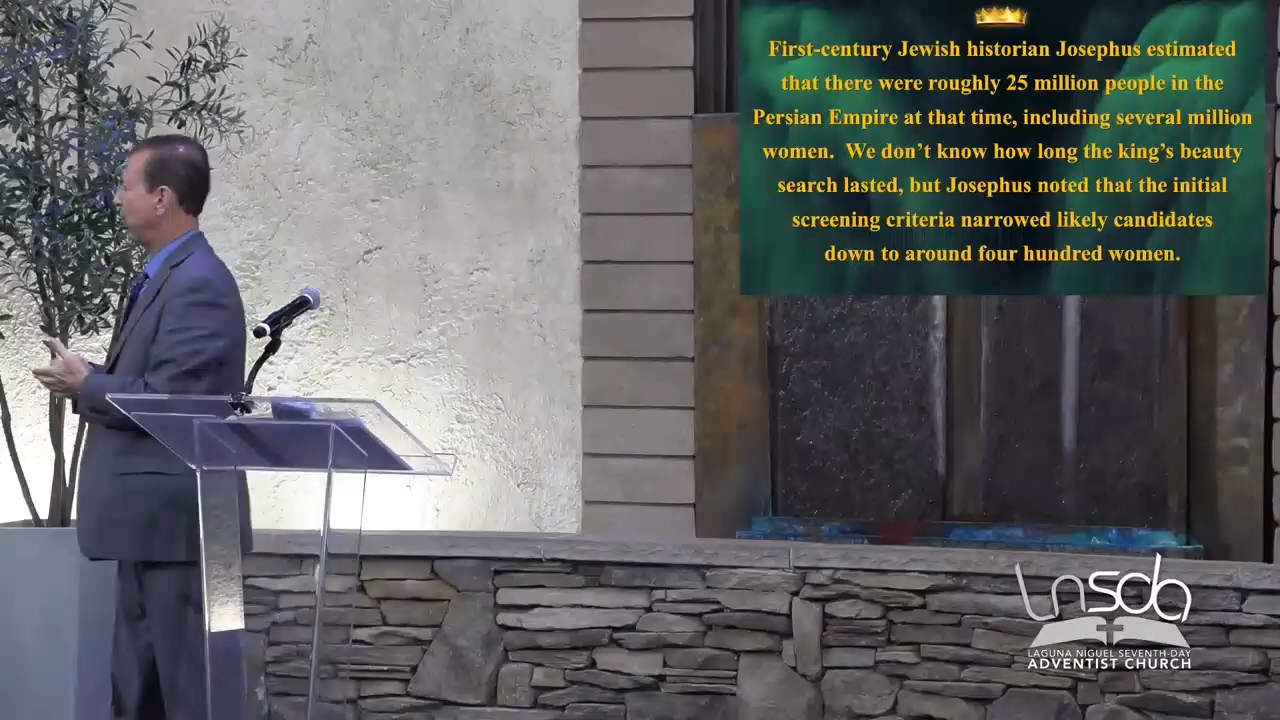 First-century Jewish historian Josephus estimated
that there were roughly 25 million people in the
Persian Empire at that time, including several million
women.  We don't know how long the king's beauty
search lasted, but Josephus noted that the initial
screening criteria narrowed likely candidates
down to around four hundred women.
LNSDA
LAGUNA NIGUEL SEVENTH-DAY
ADVENTIST CHURCH